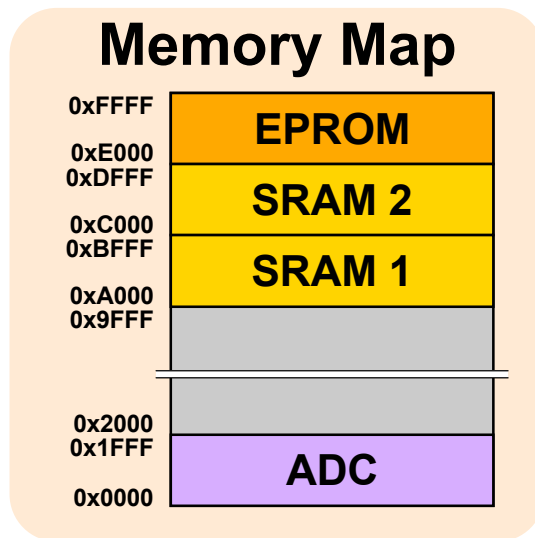 Memory Map
0xFFFF
EPROM
0xE000
0xDFFF
SRAM 2
0xC000
0xBFFF
SRAM 1
0xA000
0x9FFF
0x2000
0x1FFF
ADC
0x0000